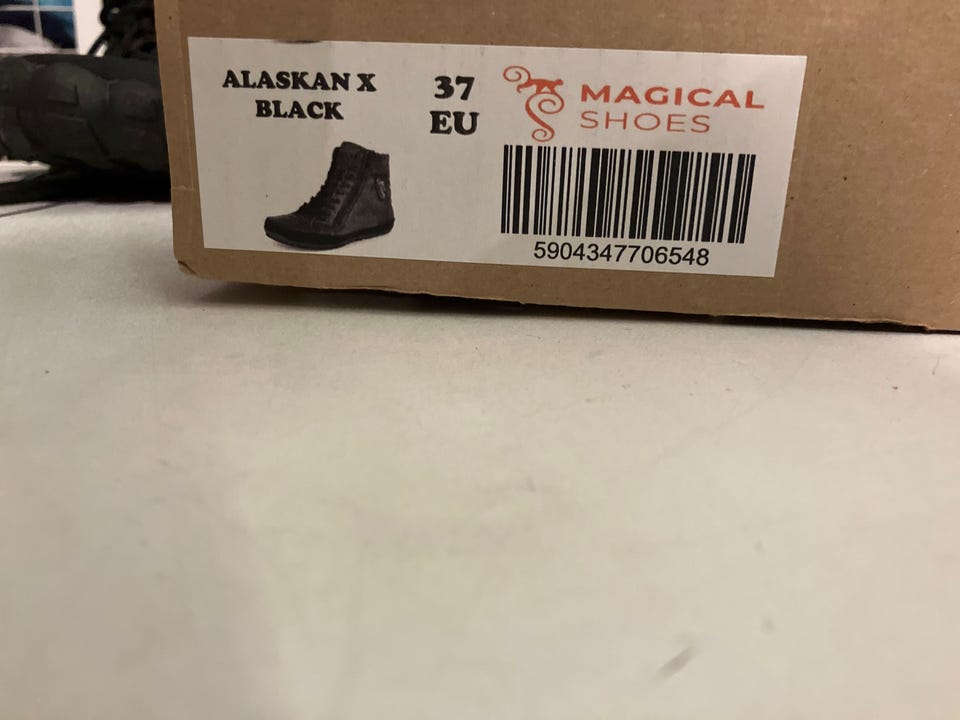 ALASKAN X
BLACK
37
EU
MAGICAL
SHOES
5904347706548